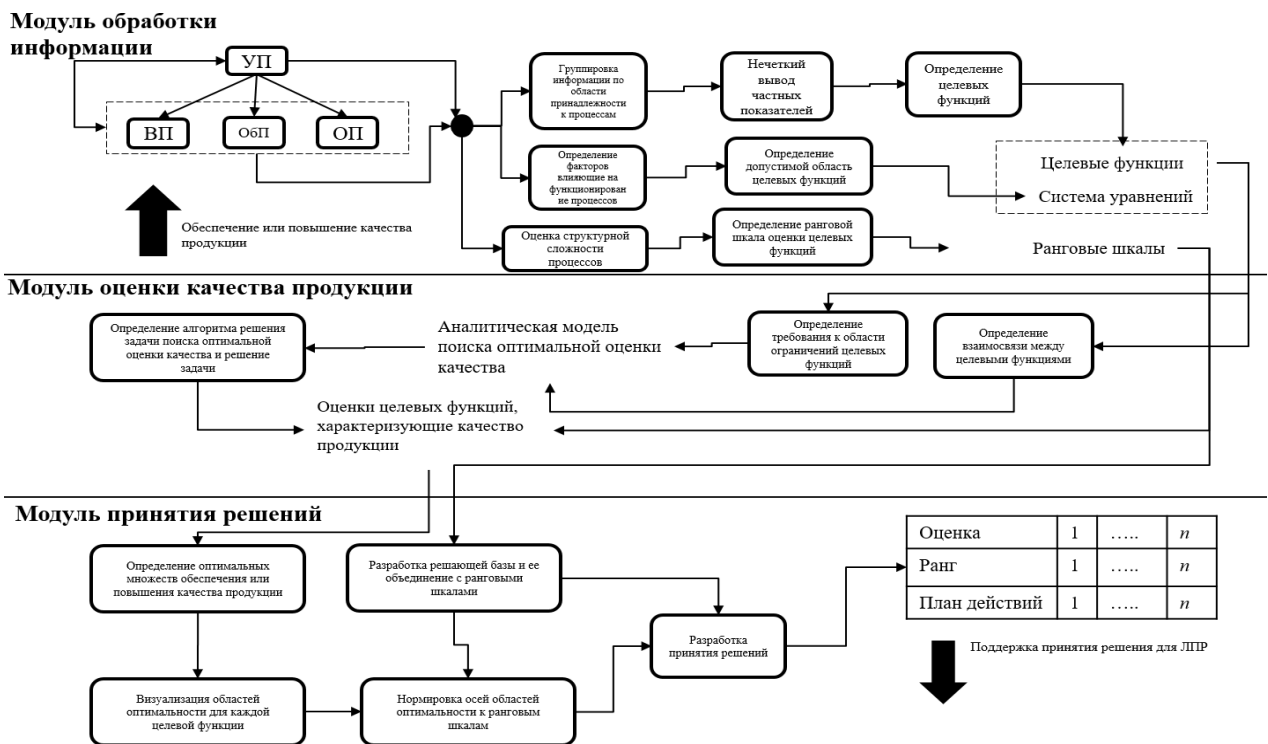 Модуль обработки
информации
УП
ВП
ОбП
ОП
Обеспечение или повышение качества
продукции
Группировка
информации по
области
принадлежности
к процессам
Нечеткий
вывод
частных
показателей
Определение
целевых
функций
Определение
факторов
влияющие на
функционирован
ие процессов
Определение
допустимой область
целевых функций
Целевые функции
Система уравнений
Оценка структурной
сложности
процессов
Определение ранговой
шкала оценки целевых
функций
Ранговые шкалы
Модуль оценки качества продукции
Определение алгоритма решения
задачи поиска оптимальной
оценки качества и решение
задачи
Аналитическая модель
поиска оптимальной оценки
качества
Определение
требования к области
ограничений целевых
функций
Определение
взаимосвязи между
целевыми функциями
Оценки целевых функций,
характеризующие качество
продукции
Модуль принятия решений
Определение оптимальных
множеств обеспечения или
повышения качества продукции
Разработка решающей базы и ее
объединение с ранговыми
шкалами
Разработка
принятия решений
Оценка 1 ….. n
Ранг 1 ….. n
План действий 1 ….. n
Поддержка принятия решения для ЛПР
Визуализация областей
оптимальности для каждой
целевой функции
Нормировка осей областей
оптимальности к ранговым
шкалам